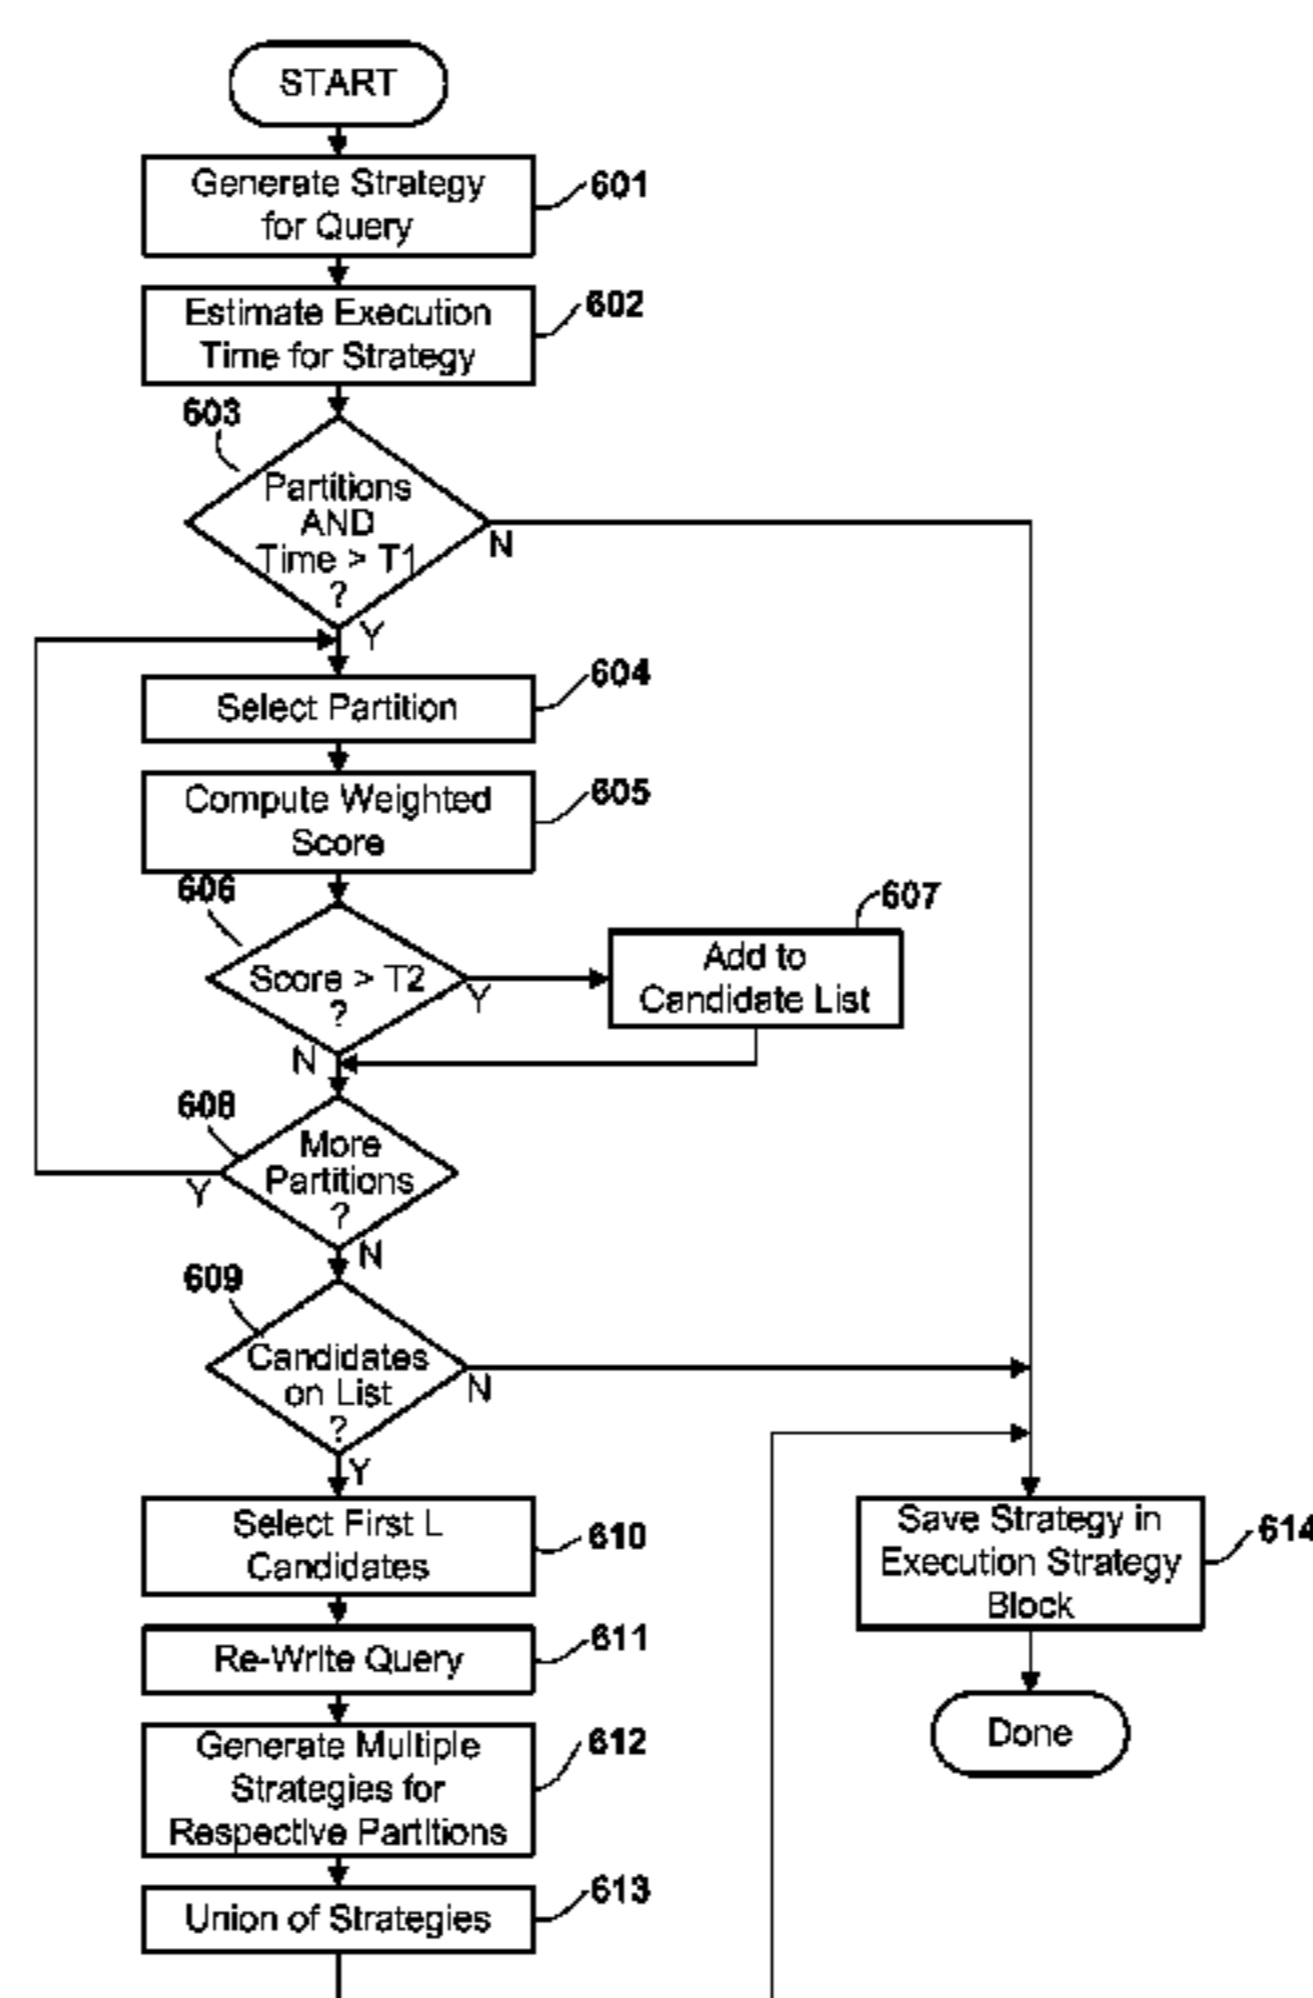 START
Generate Strategy
for Query
601
Estimate Execution
Time for Strategy
602
603
Partitions
AND
Time > T1
?
N
Y
Select Partition
604
Compute Weighted
Score
605
606
Score > T2
?
Y
N
Add to
Candidate List
607
608
More
Partitions
?
Y
N
609
Candidates
on List
?
N
Y
Select First L
Candidates
610
Re-Write Query
611
Generate Multiple
Strategies for
Respective Partitions
612
Union of Strategies
613
Save Strategy in
Execution Strategy
Block
614
Done